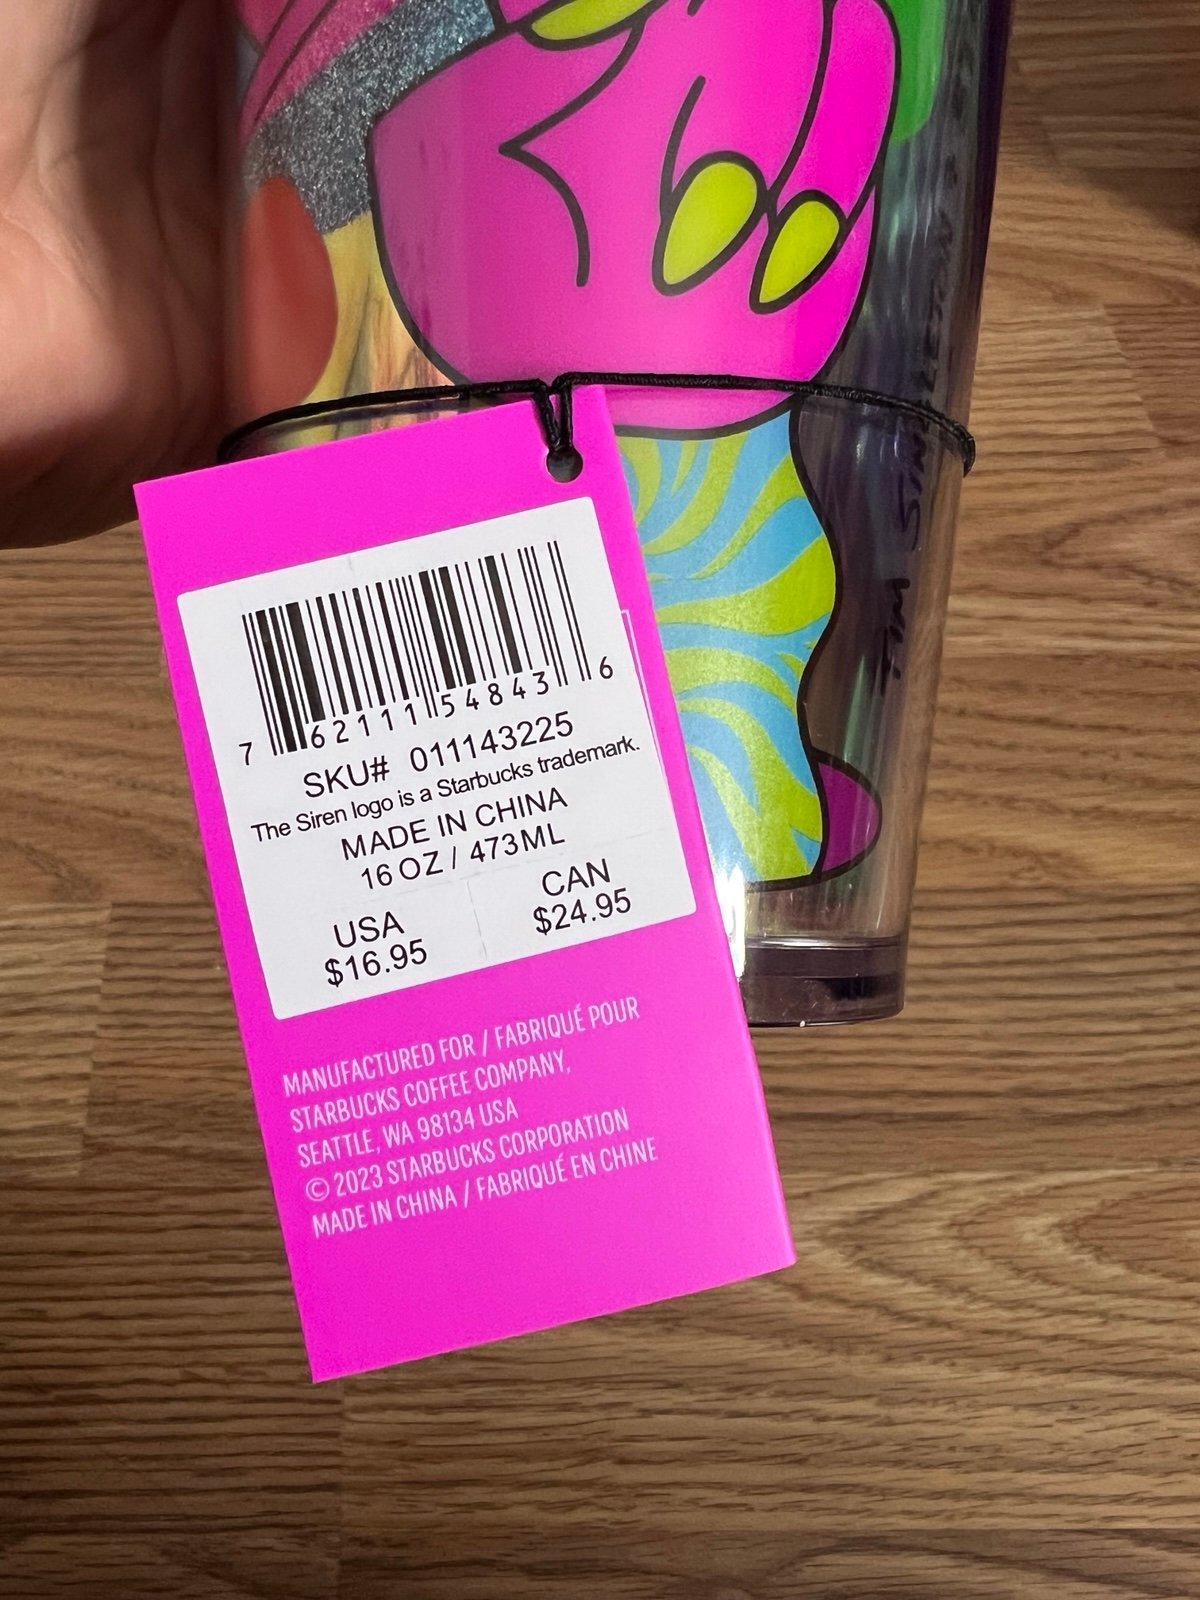 7 62111 54843 6
SKU# 011143225
The Siren logo is a Starbucks trademark.
MADE IN CHINA
16 OZ / 473ML
USA
$16.95
CAN
$24.95
MANUFACTURED FOR / FABRIQUÉ POUR
STARBUCKS COFFEE COMPANY,
SEATTLE, WA 98134 USA
© 2023 STARBUCKS CORPORATION
MADE IN CHINA / FABRIQUÉ EN CHINE
TIM SINGLETON